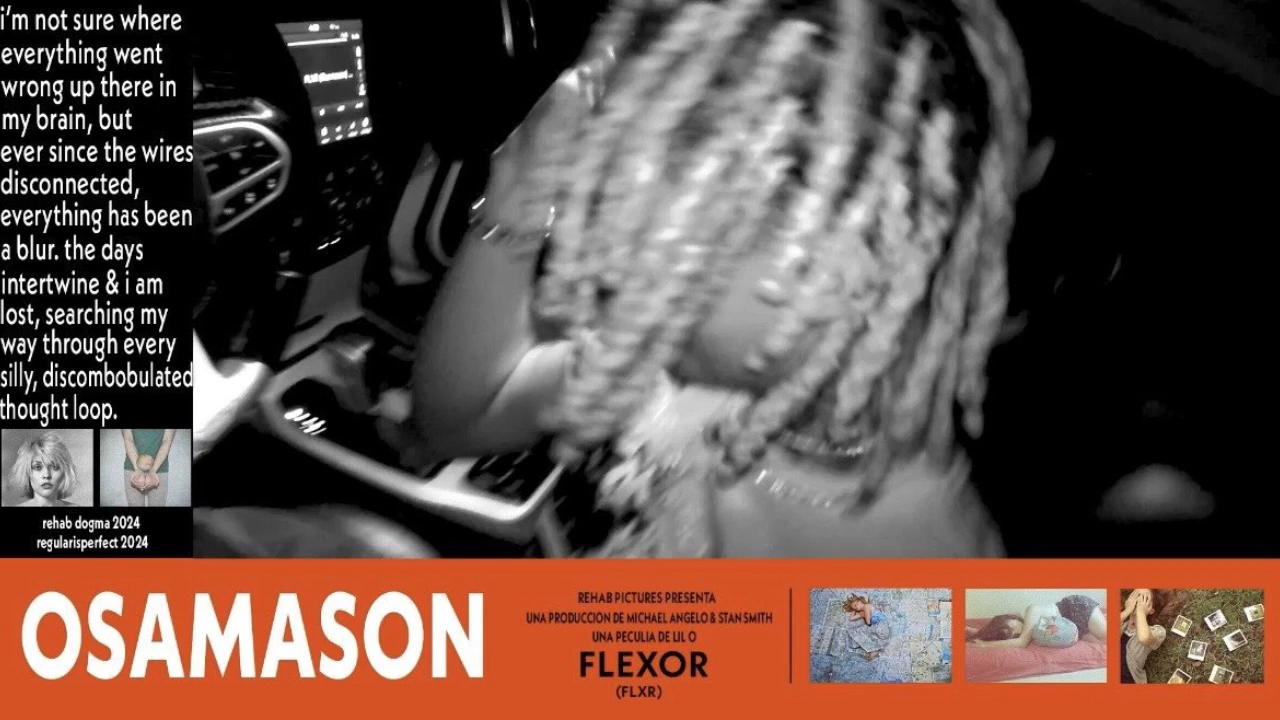 i'm not sure where
everything went
wrong up there in
my brain, but
ever since the wires
disconnected,
everything has been
a blur. the days
intertwine & i am
lost, searching my
way through every
silly, discombobulated
thought loop.
rehab dogma 2024
regularisperfect 2024
OSAMASON
REHAB PICTURES PRESENTA
UNA PRODUCCION DE MICHAEL ANGELO & STAN SMITH
UNA PECULIA DE LIL O
FLEXOR
(FLXR)